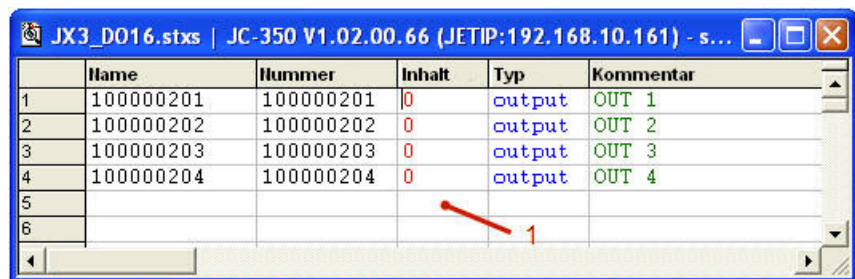 JX3_DO16.stxs | JC-350 V1.02.00.66 (JETIP:192.168.10.161) - s...
Name Nummer Inhalt Typ Kommentar
1 100000201 100000201 0 output OUT 1
2 100000202 100000202 0 output OUT 2
3 100000203 100000203 0 output OUT 3
4 100000204 100000204 0 output OUT 4
5
6
1